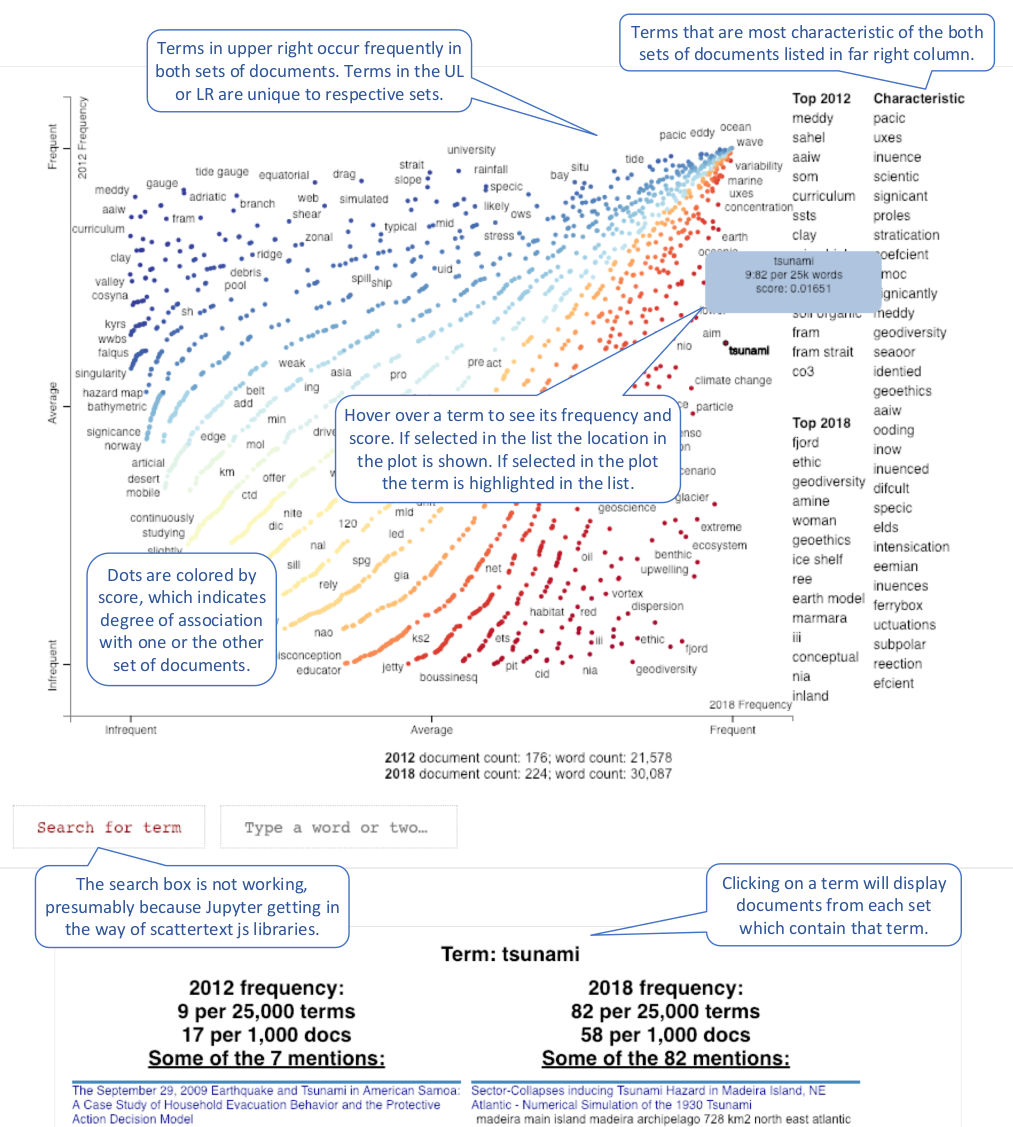 Terms in upper right occur frequently in
both sets of documents. Terms in the UL
or LR are unique to respective sets.
Terms that are most characteristic of the both
sets of documents listed in far right column.
Frequent
2012 Frequency
Average
Infrequent
university
pacic eddy
ocean
wave
tide gauge
equatorial
drag
strait
slope
rainfall
situ
bay
tide
variability
marine
uxes
concentration
meddy
gauge
adriatic
branch
web
simulated
specic
likely
ows
aaiw
fram
shear
typical
mid
stress
earth
curriculum
zonal
clay
ridge
debris
pool
spill
ship
uid
valley
cosyna
sh
kyrs
wwbs
falqus
singularity
weak
asia
pro
pre act
aim
nio
tsunami
climate change
particle
hazard map
bathymetric
belt
add
ing
min
signicance
norway
edge
mol
articial
desert
mobile
km
offer
ctd
continuously
studying
slightly
nite
dic
120
mld
led
nal
sill
spg
rely
gia
net
nao
ks2
misconception
educator
jetty
boussinesq
ets
pit
cid
nia
iii
habitat
red
oil
geoscience
glacier
extreme
ecosystem
benthic
upwelling
vortex
dispersion
ethic
fjord
geodiversity
2018 Frequency
Infrequent
Average
Frequent
tsunami
9:82 per 25k words
score: 0.01651
Hover over a term to see its frequency and
score. If selected in the list the location in
the plot is shown. If selected in the plot
the term is highlighted in the list.
Dots are colored by
score, which indicates
degree of association
with one or the other
set of documents.
Top 2012
meddy
sahel
aaiw
som
curriculum
ssts
clay
soil organic
fram
fram strait
co3
Top 2018
fjord
ethic
geodiversity
amine
woman
geoethics
ice shelf
ree
earth model
marmara
iii
conceptual
nia
inland
Characteristic
pacic
uxes
inuence
scientic
signicant
proles
stratication
coefcient
moc
signicantly
meddy
geodiversity
seaoor
identied
geoethics
aaiw
ooding
inow
inuenced
difcult
specic
elds
intensication
eemian
inuences
ferrybox
uctuations
subpolar
reection
efcient
2012 document count: 176; word count: 21,578
2018 document count: 224; word count: 30,087
Search for term
Type a word or two…
The search box is not working,
presumably because Jupyter getting in
the way of scattertext js libraries.
Clicking on a term will display
documents from each set
which contain that term.
Term: tsunami
2012 frequency:
9 per 25,000 terms
17 per 1,000 docs
Some of the 7 mentions:
The September 29, 2009 Earthquake and Tsunami in American Samoa:
A Case Study of Household Evacuation Behavior and the Protective
Action Decision Model
2018 frequency:
82 per 25,000 terms
58 per 1,000 docs
Some of the 82 mentions:
Sector-Collapses inducing Tsunami Hazard in Madeira Island, NE
Atlantic - Numerical Simulation of the 1930 Tsunami
madeira main island madeira archipelago 728 km2 north east atlantic